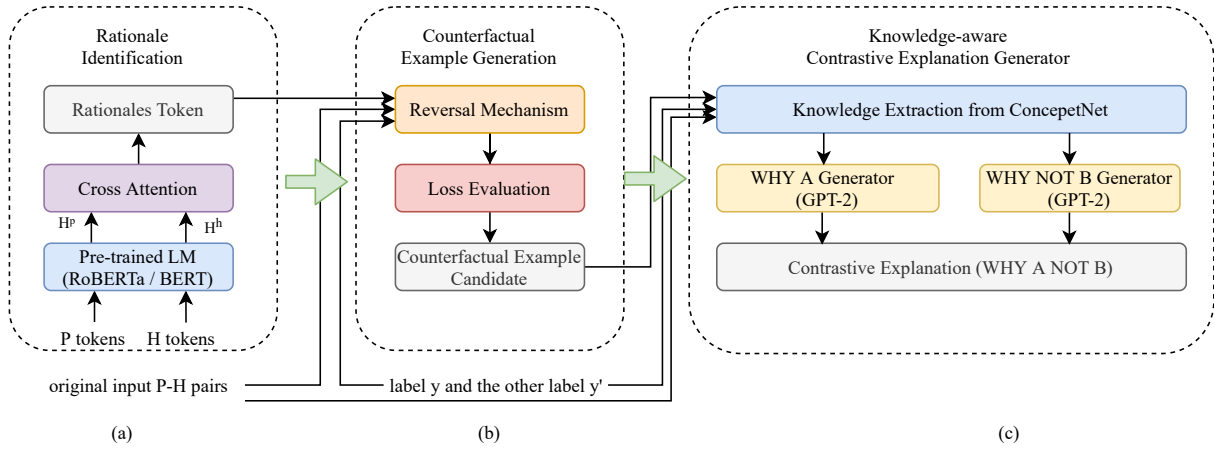 Rationale
Identification
Rationales Token
Cross Attention
Hᵖ
Hʰ
Pre-trained LM
(RoBERTa / BERT)
P tokens
H tokens
Counterfactual
Example Generation
Reversal Mechanism
Loss Evaluation
Counterfactual Example
Candidate
Knowledge-aware
Contrastive Explanation Generator
Knowledge Extraction from ConcepetNet
WHY A Generator
(GPT-2)
WHY NOT B Generator
(GPT-2)
Contrastive Explanation (WHY A NOT B)
original input P-H pairs
label y and the other label y'
(a)
(b)
(c)